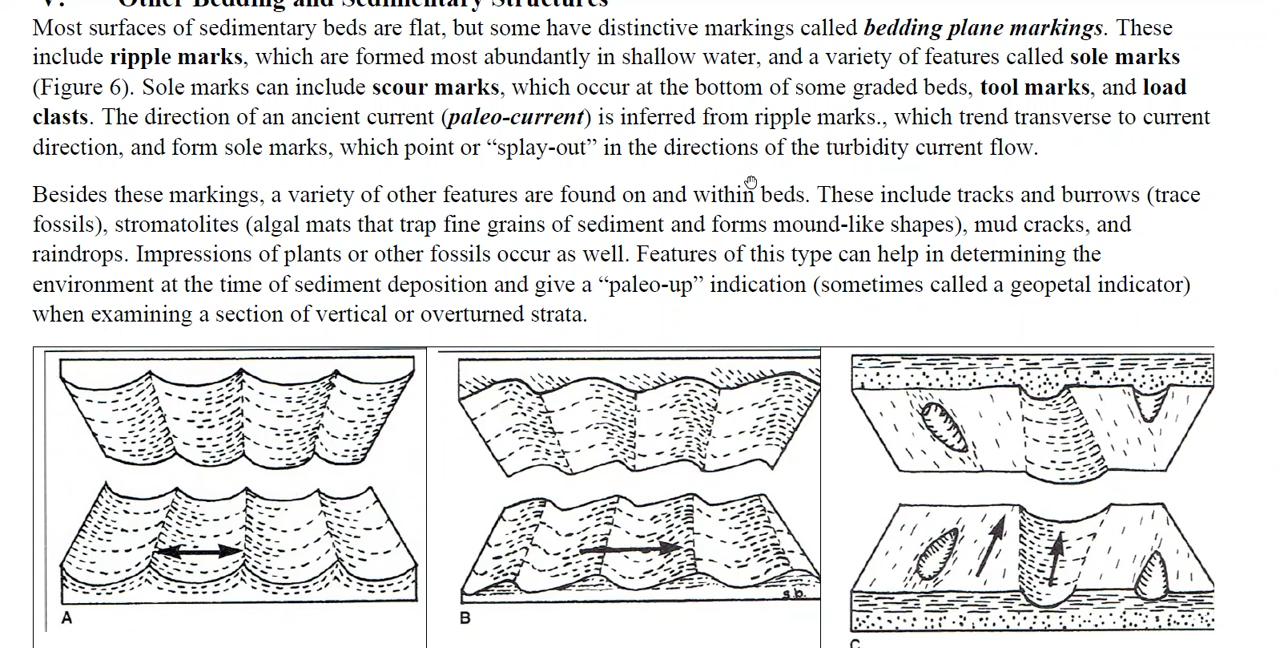 V. Other Bedding and Sedimentary Structures
Most surfaces of sedimentary beds are flat, but some have distinctive markings called bedding plane markings. These
include ripple marks, which are formed most abundantly in shallow water, and a variety of features called sole marks
(Figure 6). Sole marks can include scour marks, which occur at the bottom of some graded beds, tool marks, and load
clasts. The direction of an ancient current (paleo-current) is inferred from ripple marks., which trend transverse to current
direction, and form sole marks, which point or “splay-out” in the directions of the turbidity current flow.
Besides these markings, a variety of other features are found on and within beds. These include tracks and burrows (trace
fossils), stromatolites (algal mats that trap fine grains of sediment and forms mound-like shapes), mud cracks, and
raindrops. Impressions of plants or other fossils occur as well. Features of this type can help in determining the
environment at the time of sediment deposition and give a “paleo-up” indication (sometimes called a geopetal indicator)
when examining a section of vertical or overturned strata.
s.b.
A
B
C